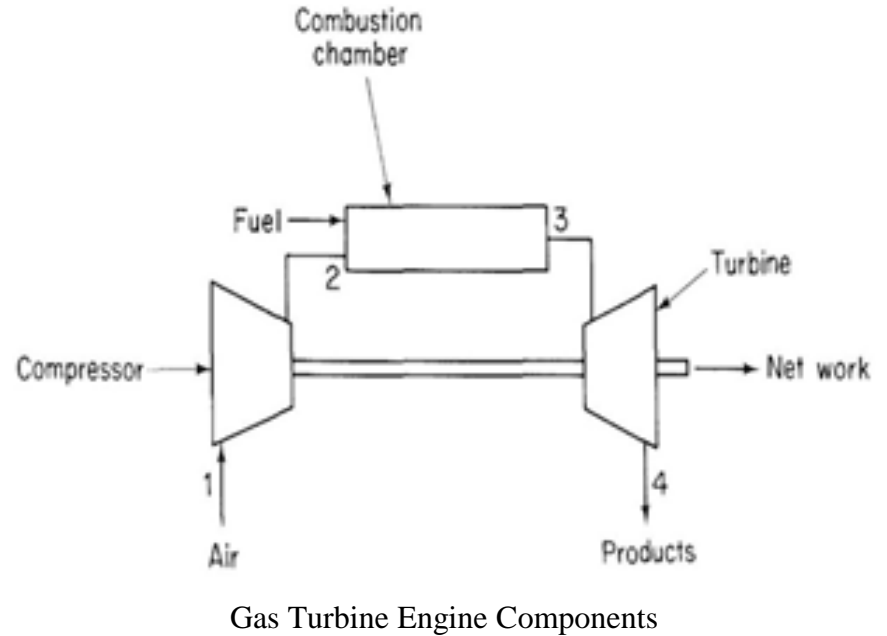 Combustion
chamber
Fuel
3
2
Turbine
Compressor
Net work
1
4
Air
Products
Gas Turbine Engine Components